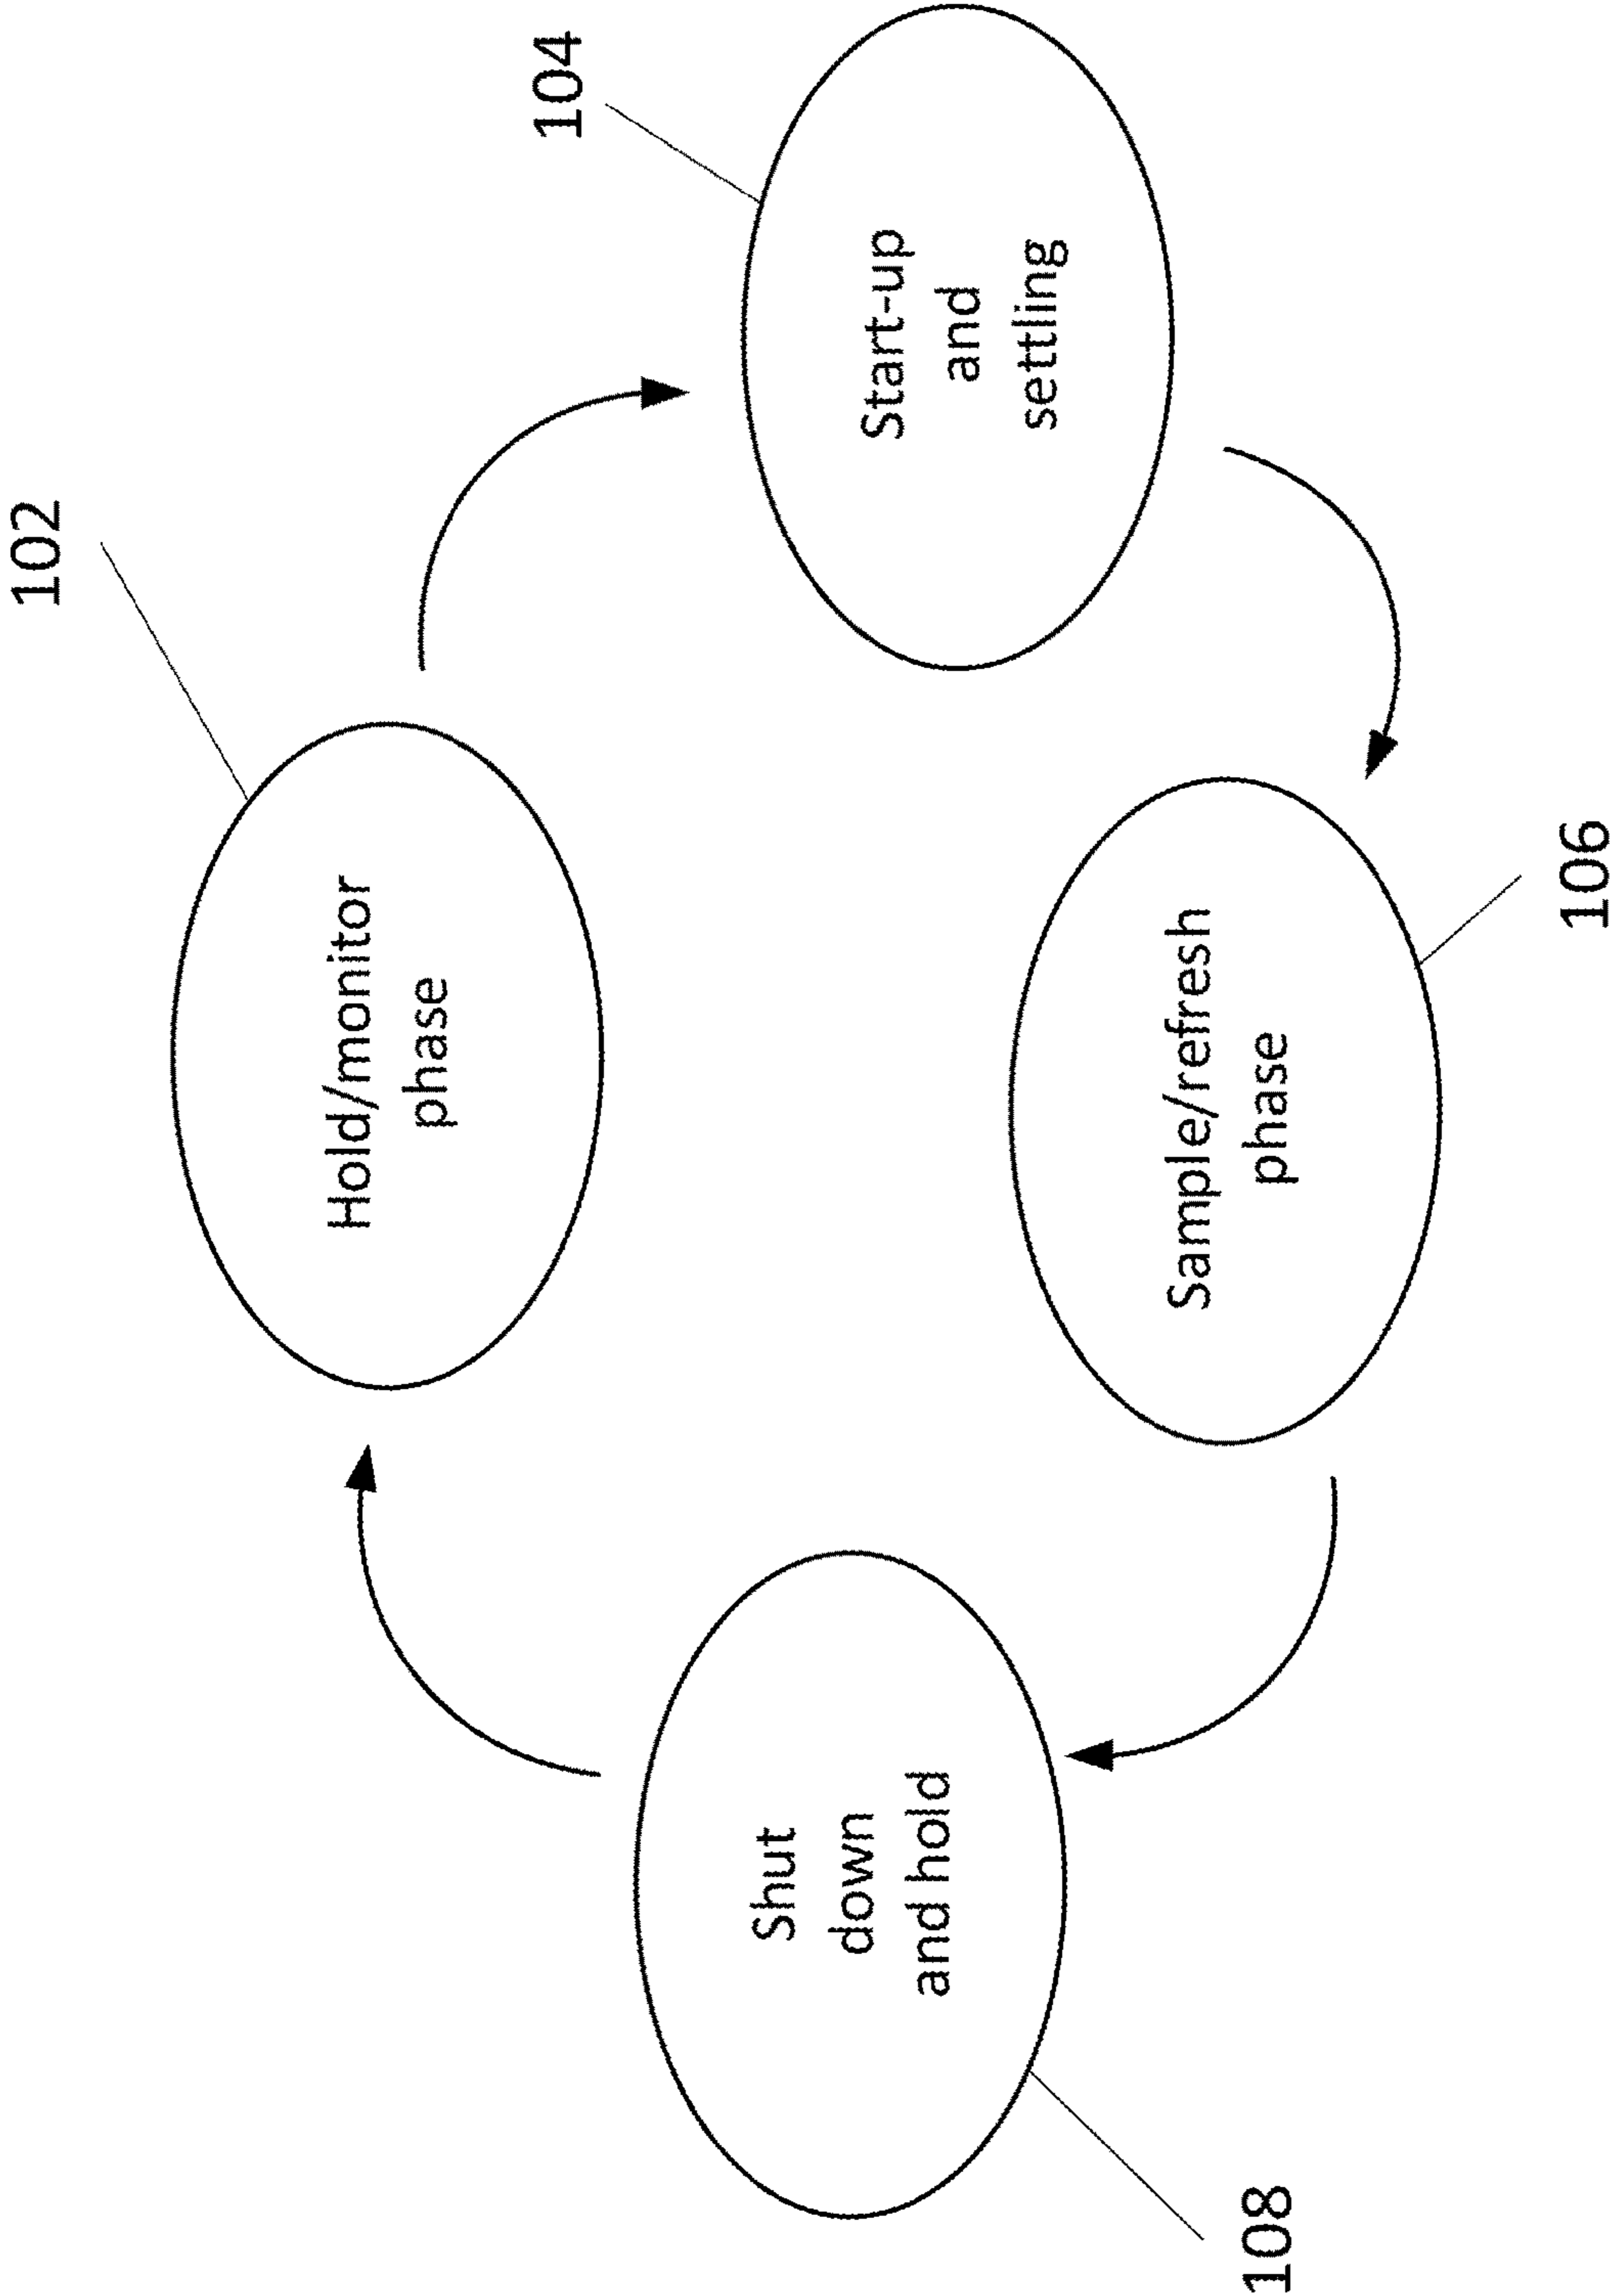 102
Hold/monitor
phase
104
Start-up
and
settling
Shut
down
and hold
108
Sample/refresh
phase
106